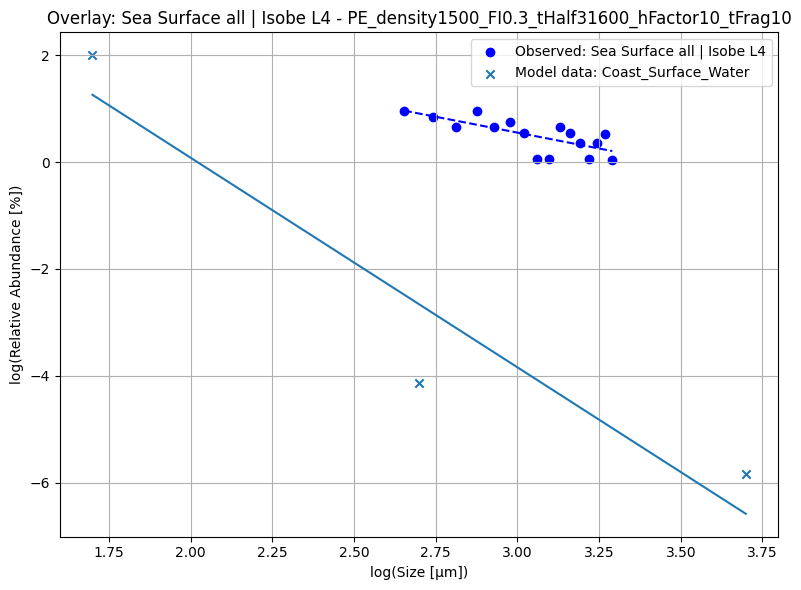 Overlay: Sea Surface all | Isobe L4 - PE_density1500_FI0.3_tHalf31600_hFactor10_tFrag10
Observed: Sea Surface all | Isobe L4
Model data: Coast_Surface_Water
log(Relative Abundance [%])
2
0
−2
−4
−6
1.75 2.00 2.25 2.50 2.75 3.00 3.25 3.50 3.75
log(Size [µm])